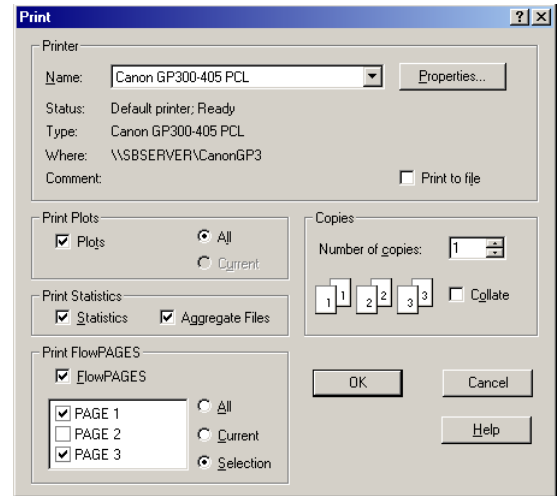 Print
Printer
Name: Canon GP300-405 PCL Properties...
Status: Default printer; Ready
Type: Canon GP300-405 PCL
Where: \\SBSERVER\CanonGP3
Comment: Print to file
Print Plots
Plots All
Current
Copies
Number of copies: 1
1 1 2 2 3 3 Collate
Print Statistics
Statistics Aggregate Files
Print FlowPAGES
FlowPAGES
PAGE 1 All
PAGE 2 Current
PAGE 3 Selection
OK Cancel
Help